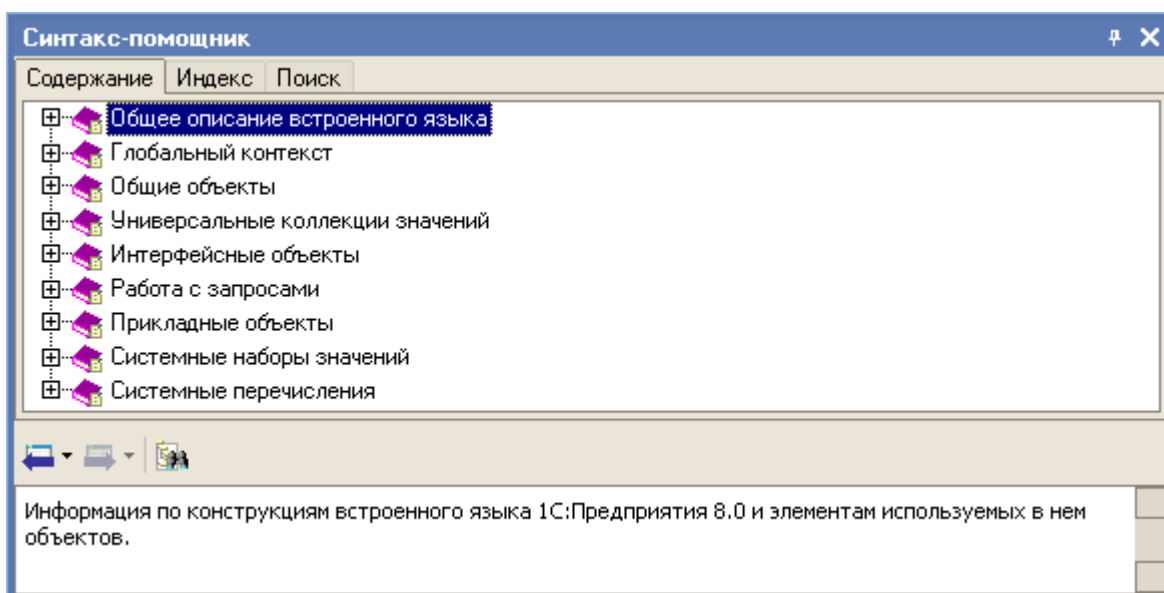 Синтакс-помощник
Содержание Индекс Поиск
Общее описание встроенного языка
Глобальный контекст
Общие объекты
Универсальные коллекции значений
Интерфейсные объекты
Работа с запросами
Прикладные объекты
Системные наборы значений
Системные перечисления
Информация по конструкциям встроенного языка 1С:Предприятия 8.0 и элементам используемых в нем
объектов.